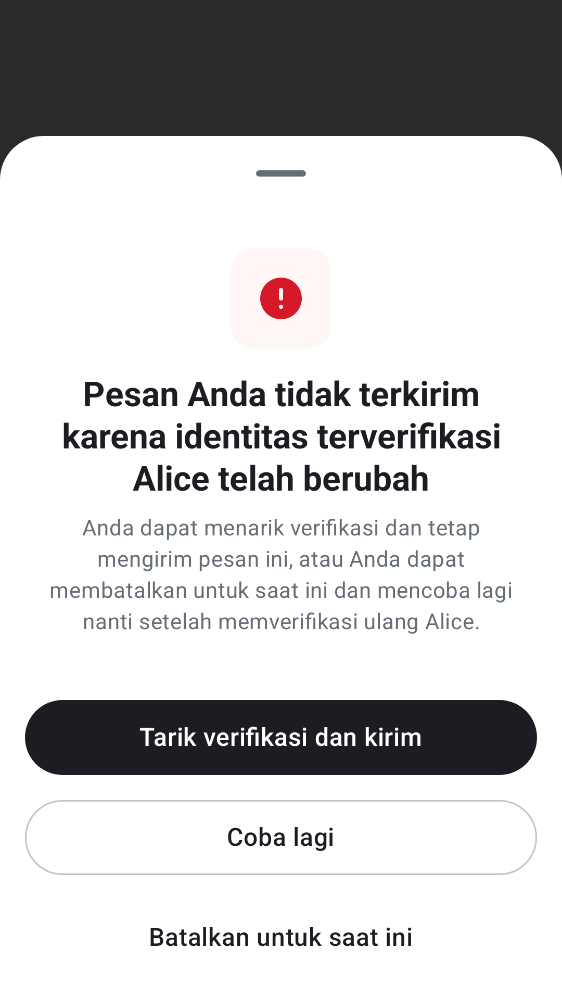 Pesan Anda tidak terkirim
karena identitas terverifikasi
Alice telah berubah
Anda dapat menarik verifikasi dan tetap
mengirim pesan ini, atau Anda dapat
membatalkan untuk saat ini dan mencoba lagi
nanti setelah memverifikasi ulang Alice.
Tarik verifikasi dan kirim
Coba lagi
Batalkan untuk saat ini